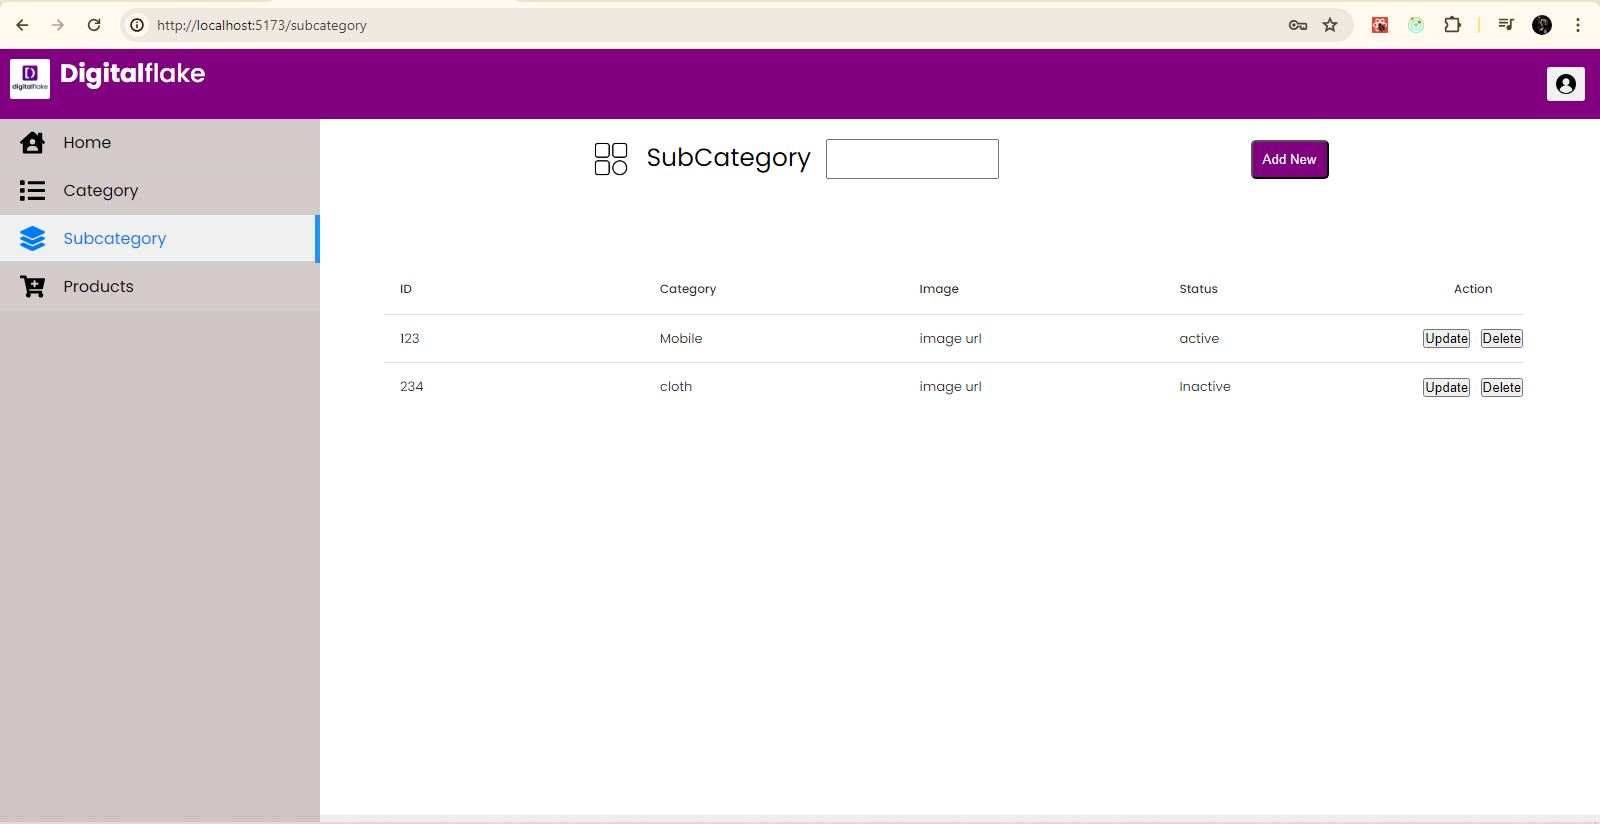 http://localhost:5173/subcategory
digitalflake
Digitalflake
Home
Category
Subcategory
Products
SubCategory
Add New
ID Category Image Status Action
123 Mobile image url active Update Delete
234 cloth image url Inactive Update Delete